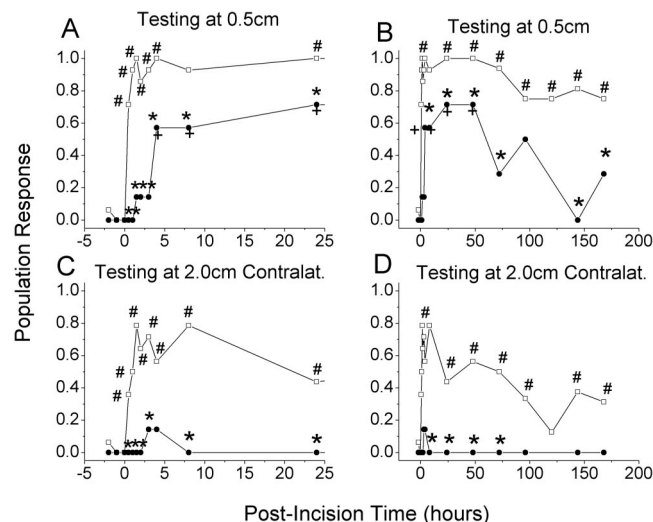 A Testing at 0.5cm
B Testing at 0.5cm
Population Response
1.0
0.8
0.6
0.4
0.2
0.0
-5 0 5 10 15 20 25
1.0
0.8
0.6
0.4
0.2
0.0
0 50 100 150 200
C Testing at 2.0cm Contralat.
D Testing at 2.0cm Contralat.
1.0
0.8
0.6
0.4
0.2
0.0
-5 0 5 10 15 20 25
1.0
0.8
0.6
0.4
0.2
0.0
0 50 100 150 200
Post-Incision Time (hours)